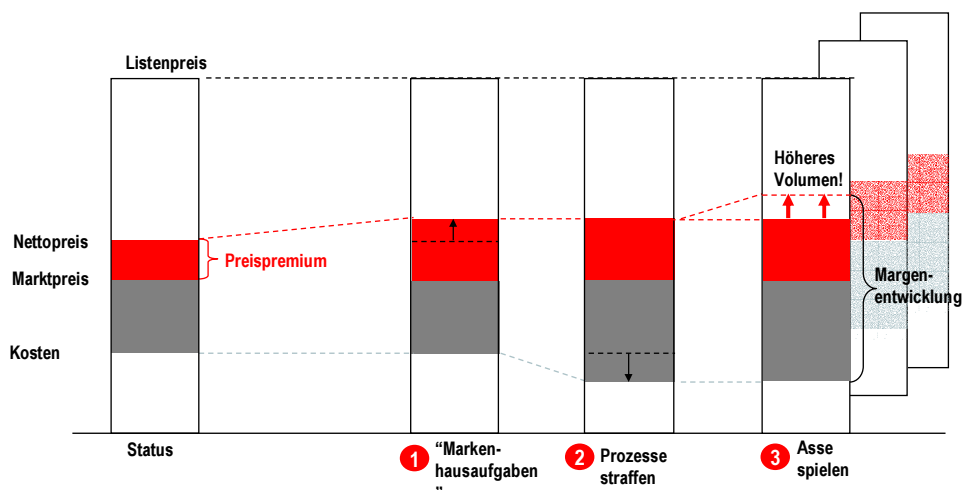 Listenpreis
Höheres
Volumen!
Nettopreis
Preispremium
Marktpreis
Margen-
entwicklung
Kosten
Status
1
“Marken-
hausaufgaben
”
2
Prozesse
straffen
3
Asse
spielen